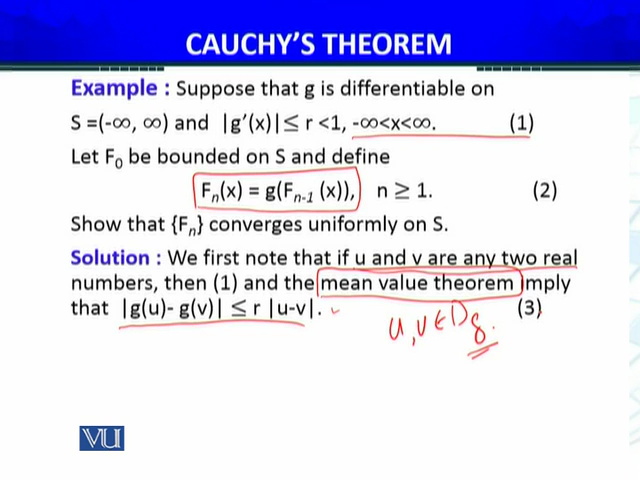 CAUCHY'S THEOREM
Example : Suppose that g is differentiable on
S =(-∞, ∞) and |g′(x)|≤ r <1, -∞<x<∞. (1)
Let F₀ be bounded on S and define
Fₙ(x) = g(Fₙ₋₁ (x)), n ≥ 1. (2)
Show that {Fₙ} converges uniformly on S.
Solution : We first note that if u and v are any two real
numbers, then (1) and the mean value theorem imply
that |g(u)- g(v)| ≤ r |u-v|. (3)
u, v ∈ D g.
VU